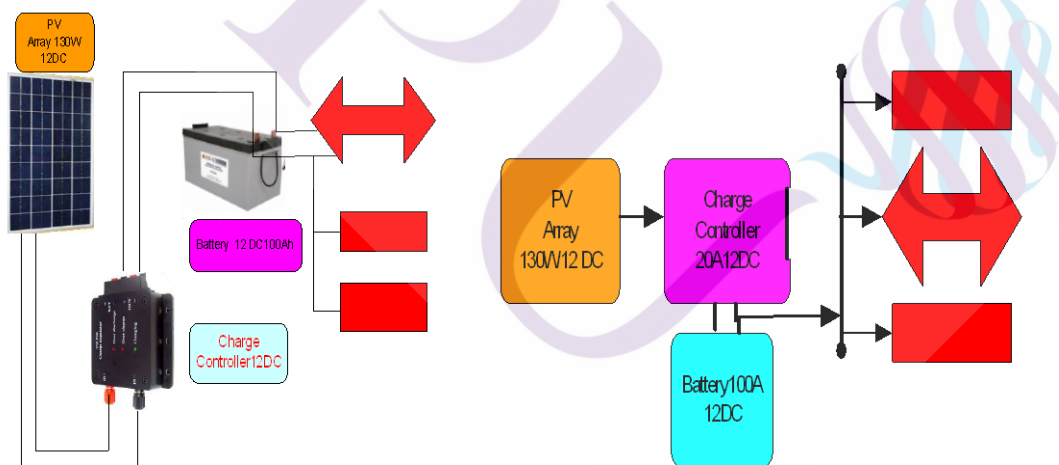 PV
Array 130W
12DC
Battery 12 DC100Ah
Charge
Controller12DC
PV
Array
130W12 DC
Charge
Controller
20A12DC
Battery100A
12DC